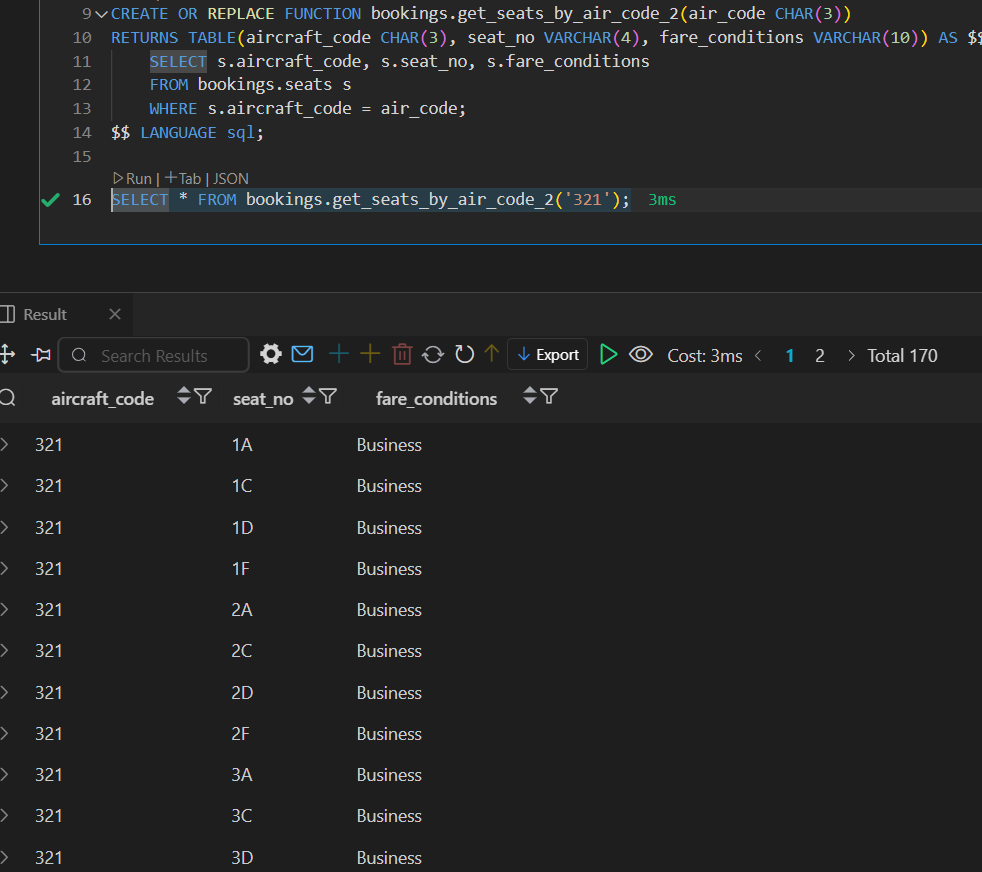 9 CREATE OR REPLACE FUNCTION bookings.get_seats_by_air_code_2(air_code CHAR(3))
10 RETURNS TABLE(aircraft_code CHAR(3), seat_no VARCHAR(4), fare_conditions VARCHAR(10)) AS $$
11 SELECT s.aircraft_code, s.seat_no, s.fare_conditions
12 FROM bookings.seats s
13 WHERE s.aircraft_code = air_code;
14 $$ LANGUAGE sql;
15
Run | +Tab | JSON
16 SELECT * FROM bookings.get_seats_by_air_code_2('321'); 3ms
Result
Search Results Export Cost: 3ms < 1 2 > Total 170
aircraft_code seat_no fare_conditions
321 1A Business
321 1C Business
321 1D Business
321 1F Business
321 2A Business
321 2C Business
321 2D Business
321 2F Business
321 3A Business
321 3C Business
321 3D Business